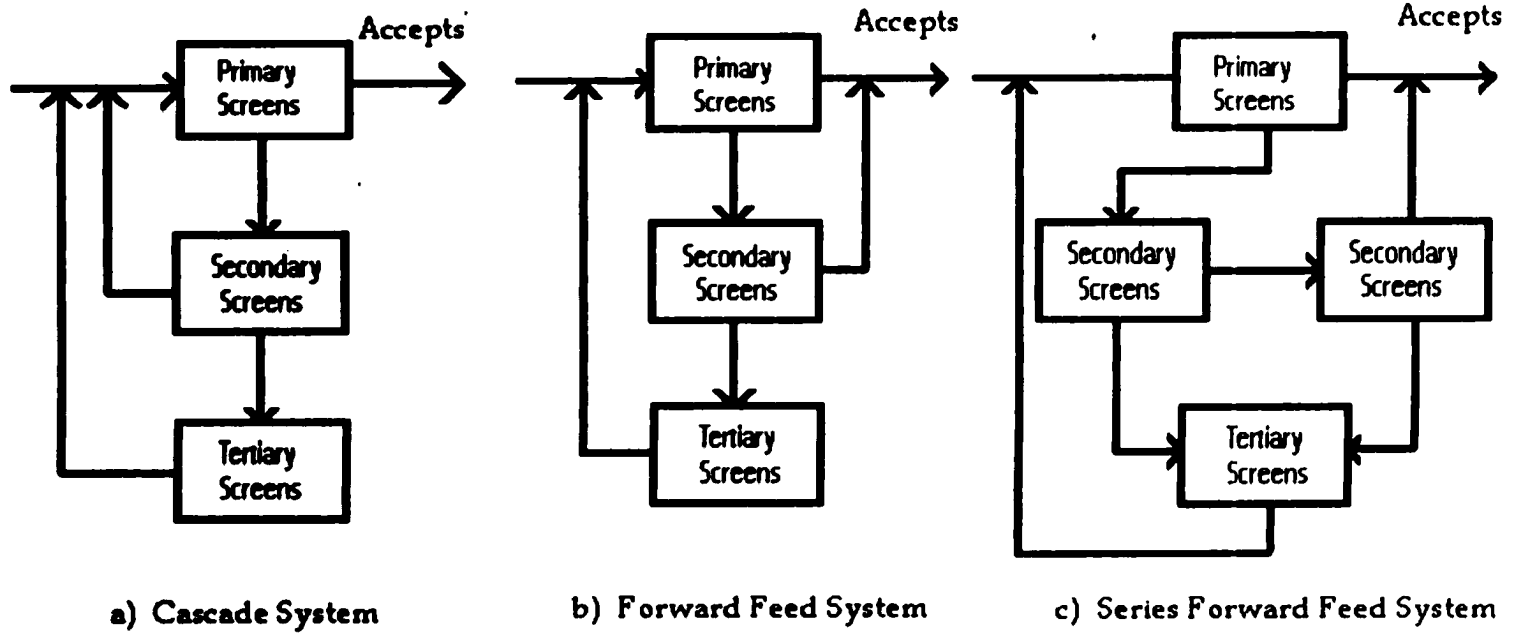 Accepts
Primary
Screens
Secondary
Screens
Tertiary
Screens
a) Cascade System
Accepts
Primary
Screens
Secondary
Screens
Tertiary
Screens
b) Forward Feed System
Accepts
Primary
Screens
Secondary
Screens
Secondary
Screens
Tertiary
Screens
c) Series Forward Feed System